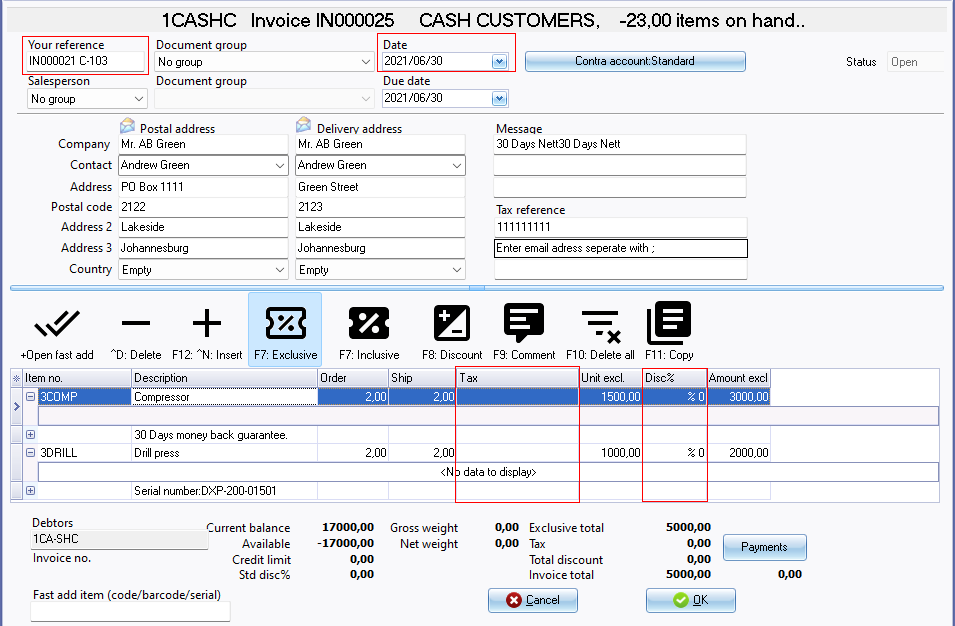 1CASHC Invoice IN000025 CASH CUSTOMERS, -23,00 items on hand..
Your reference Document group Date
IN000021 C-103 No group 2021/06/30 Contra account:Standard Status Open
Salesperson Document group Due date
No group 2021/06/30
Postal address Delivery address Message
Company Mr. AB Green Mr. AB Green 30 Days Nett30 Days Nett
Contact Andrew Green Andrew Green
Address PO Box 1111 Green Street
Postal code 2122 2123 Tax reference
Address 2 Lakeside Lakeside 111111111
Address 3 Johannesburg Johannesburg Enter email adress seperate with ;
Country Empty Empty
+Open fast add ^D: Delete F12: ^N: Insert F7: Exclusive F7: Inclusive F8: Discount F9: Comment F10: Delete all F11: Copy
Item no. Description Order Ship Tax Unit excl. Disc% Amount excl
3COMP Compressor 2,00 2,00 1500,00 % 0 3000,00
30 Days money back guarantee.
3DRILL Drill press 2,00 2,00 1000,00 % 0 2000,00
<No data to display>
Serial number:DXP-200-01501
Debtors Current balance 17000,00 Gross weight 0,00 Exclusive total 5000,00
1CA-SHC Available -17000,00 Net weight 0,00 Tax 0,00 Payments
Invoice no. Credit limit 0,00 Total discount 0,00
Std disc% 0,00 Invoice total 5000,00 0,00
Fast add item (code/barcode/serial) Cancel OK